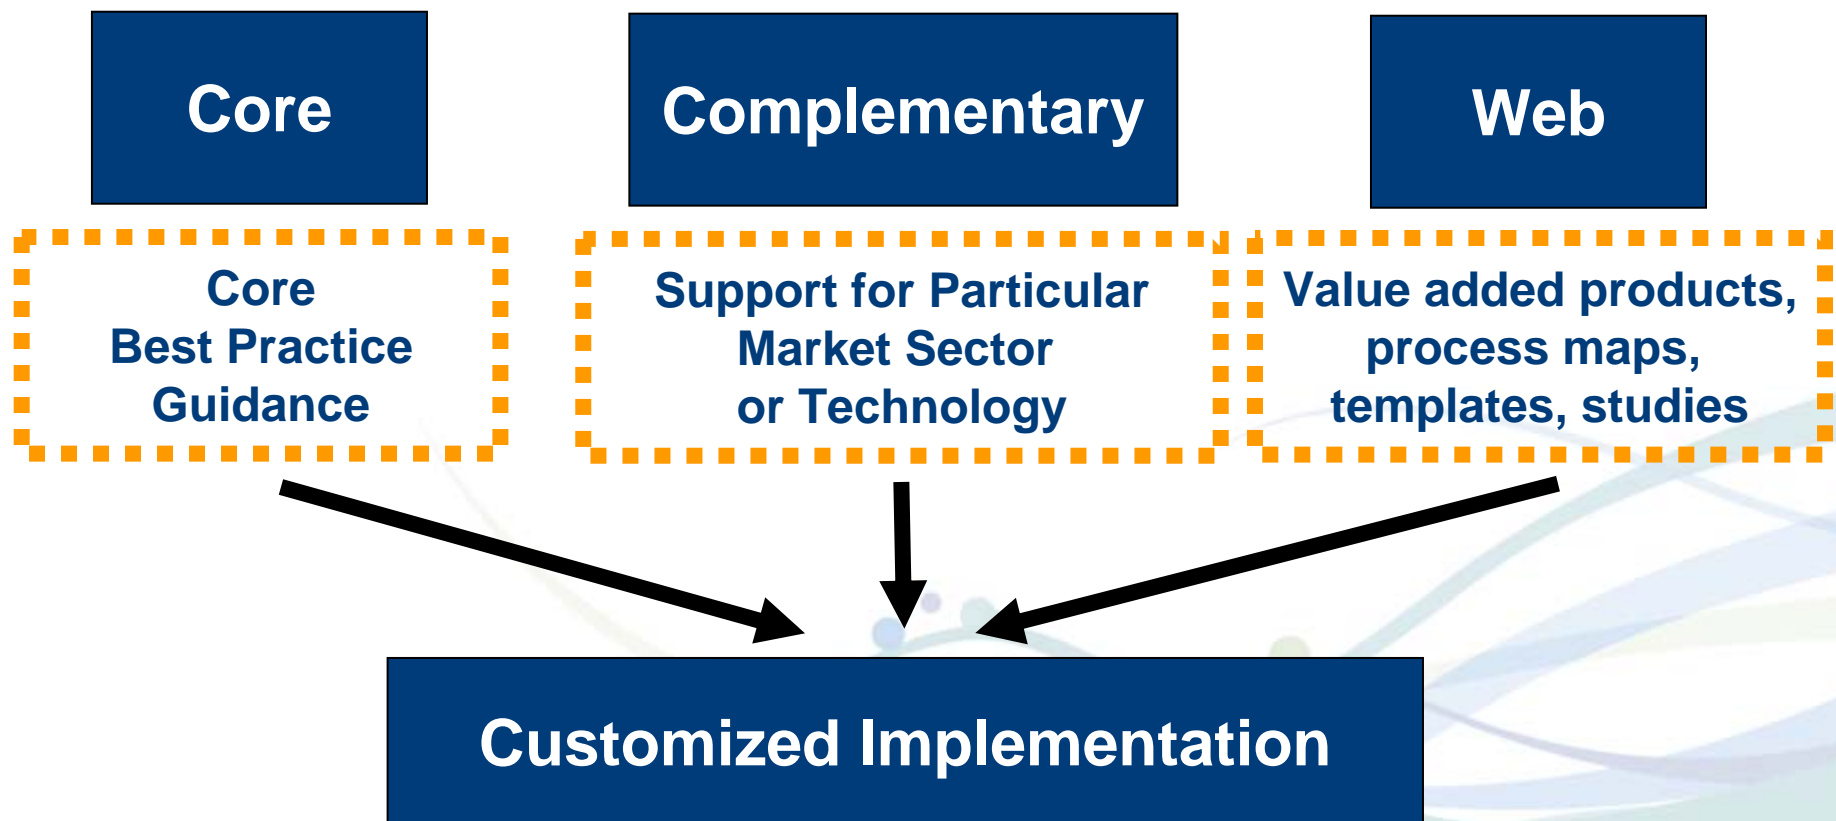 Core
Complementary
Web
Core
Best Practice
Guidance
Support for Particular
Market Sector
or Technology
Value added products,
process maps,
templates, studies
Customized Implementation